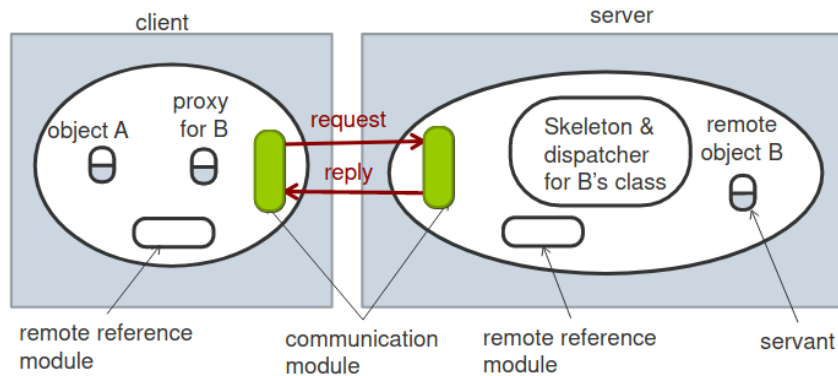 client
server
object A
proxy
for B
request
reply
Skeleton &
dispatcher
for B's class
remote
object B
remote reference
module
communication
module
remote reference
module
servant